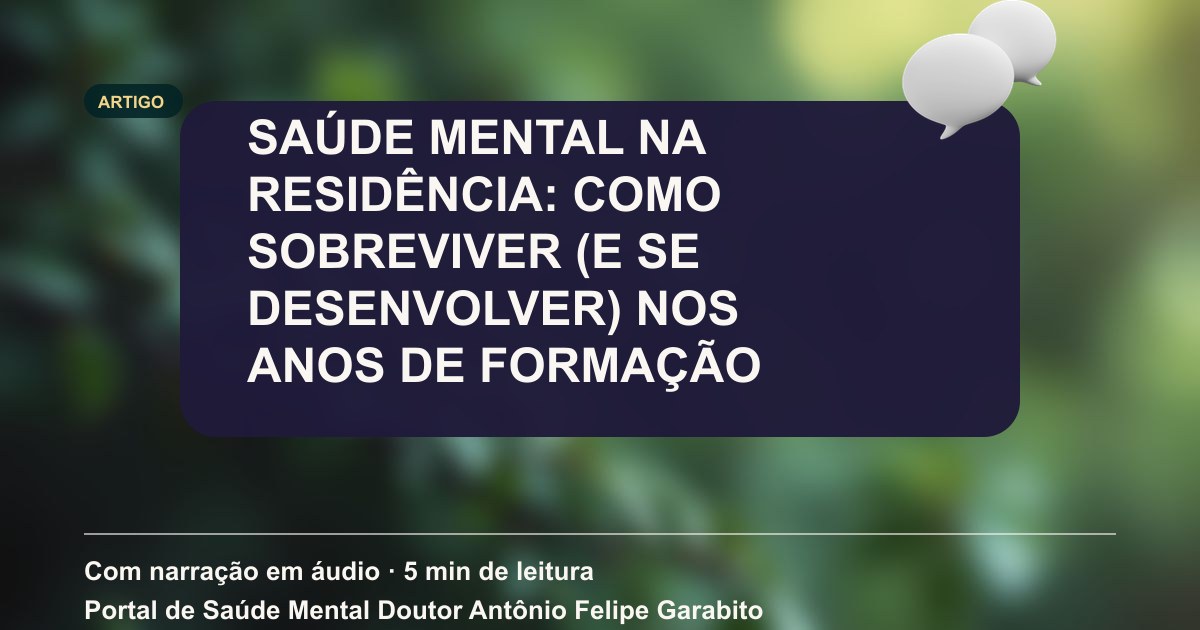 ARTIGO
SAÚDE MENTAL NA
RESIDÊNCIA: COMO
SOBREVIVER (E SE
DESENVOLVER) NOS
ANOS DE FORMAÇÃO
Com narração em áudio · 5 min de leitura
Portal de Saúde Mental Doutor Antônio Felipe Garabito